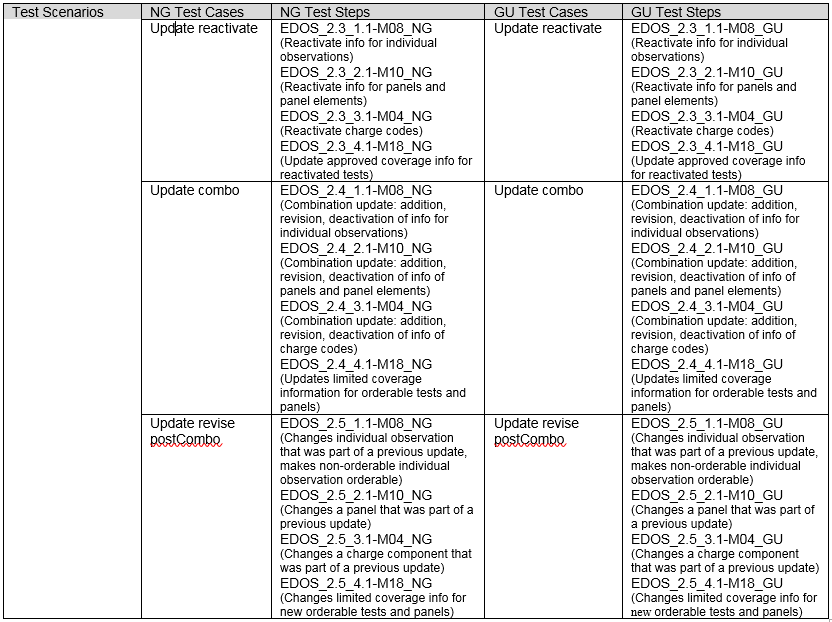 Test Scenarios
NG Test Cases
NG Test Steps
GU Test Cases
GU Test Steps
Update reactivate
EDOS_2.3_1.1-M08_NG
(Reactivate info for individual
observations)
EDOS_2.3_2.1-M10_NG
(Reactivate info for panels and
panel elements)
EDOS_2.3_3.1-M04_NG
(Reactivate charge codes)
EDOS_2.3_4.1-M18_NG
(Update approved coverage info for
reactivated tests)
Update reactivate
EDOS_2.3_1.1-M08_GU
(Reactivate info for individual
observations)
EDOS_2.3_2.1-M10_GU
(Reactivate info for panels and
panel elements)
EDOS_2.3_3.1-M04_GU
(Reactivate charge codes)
EDOS_2.3_4.1-M18_GU
(Update approved coverage info
for reactivated tests)
Update combo
EDOS_2.4_1.1-M08_NG
(Combination update: addition,
revision, deactivation of info for
individual observations)
EDOS_2.4_2.1-M10_NG
(Combination update: addition,
revision, deactivation of info of
panels and panel elements)
EDOS_2.4_3.1-M04_NG
(Combination update: addition,
revision, deactivation of info of
charge codes)
EDOS_2.4_4.1-M18_NG
(Updates limited coverage
information for orderable tests and
panels)
Update combo
EDOS_2.4_1.1-M08_GU
(Combination update: addition,
revision, deactivation of info for
individual observations)
EDOS_2.4_2.1-M10_GU
(Combination update: addition,
revision, deactivation of info of
panels and panel elements)
EDOS_2.4_3.1-M04_GU
(Combination update: addition,
revision, deactivation of info of
charge codes)
EDOS_2.4_4.1-M18_GU
(Updates limited coverage
information for orderable tests and
panels)
Update revise
postCombo
EDOS_2.5_1.1-M08_NG
(Changes individual observation
that was part of a previous update,
makes non-orderable individual
observation orderable)
EDOS_2.5_2.1-M10_NG
(Changes a panel that was part of a
previous update)
EDOS_2.5_3.1-M04_NG
(Changes a charge component that
was part of a previous update)
EDOS_2.5_4.1-M18_NG
(Changes limited coverage info for
new orderable tests and panels)
Update revise
postCombo
EDOS_2.5_1.1-M08_GU
(Changes individual observation
that was part of a previous update,
makes non-orderable individual
observation orderable)
EDOS_2.5_2.1-M10_GU
(Changes a panel that was part of
a previous update)
EDOS_2.5_3.1-M04_GU
(Changes a charge component
that was part of a previous update)
EDOS_2.5_4.1-M18_GU
(Changes limited coverage info for
new orderable tests and panels)